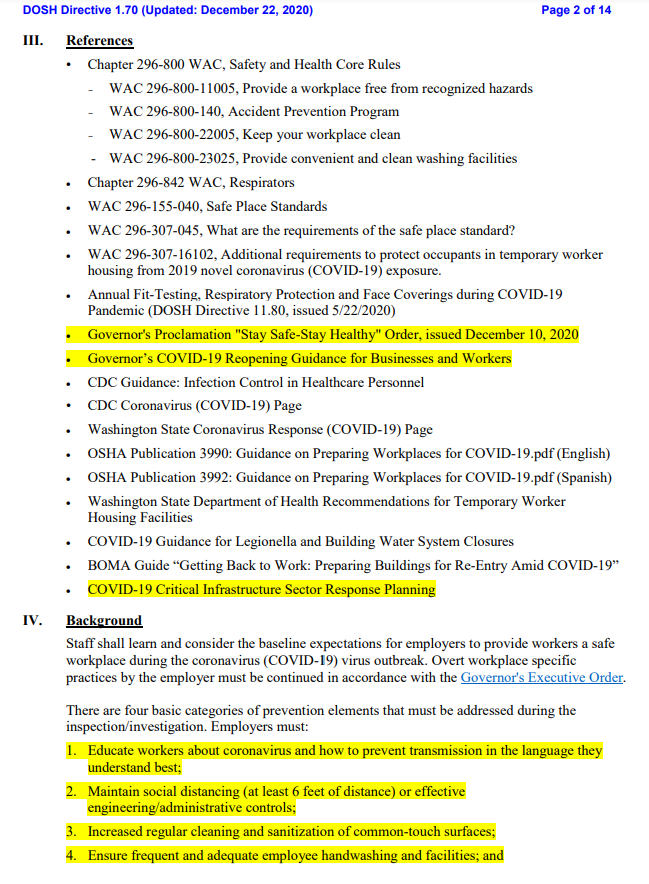 DOSH Directive 1.70 (Updated: December 22, 2020) Page 2 of 14
III. References
• Chapter 296-800 WAC, Safety and Health Core Rules
- WAC 296-800-11005, Provide a workplace free from recognized hazards
- WAC 296-800-140, Accident Prevention Program
- WAC 296-800-22005, Keep your workplace clean
- WAC 296-800-23025, Provide convenient and clean washing facilities
• Chapter 296-842 WAC, Respirators
• WAC 296-155-040, Safe Place Standards
• WAC 296-307-045, What are the requirements of the safe place standard?
• WAC 296-307-16102, Additional requirements to protect occupants in temporary worker
housing from 2019 novel coronavirus (COVID-19) exposure.
• Annual Fit-Testing, Respiratory Protection and Face Coverings during COVID-19
Pandemic (DOSH Directive 11.80, issued 5/22/2020)
• Governor's Proclamation "Stay Safe-Stay Healthy" Order, issued December 10, 2020
• Governor’s COVID-19 Reopening Guidance for Businesses and Workers
• CDC Guidance: Infection Control in Healthcare Personnel
• CDC Coronavirus (COVID-19) Page
• Washington State Coronavirus Response (COVID-19) Page
• OSHA Publication 3990: Guidance on Preparing Workplaces for COVID-19.pdf (English)
• OSHA Publication 3992: Guidance on Preparing Workplaces for COVID-19.pdf (Spanish)
• Washington State Department of Health Recommendations for Temporary Worker
Housing Facilities
• COVID-19 Guidance for Legionella and Building Water System Closures
• BOMA Guide “Getting Back to Work: Preparing Buildings for Re-Entry Amid COVID-19”
• COVID-19 Critical Infrastructure Sector Response Planning
IV. Background
Staff shall learn and consider the baseline expectations for employers to provide workers a safe
workplace during the coronavirus (COVID-19) virus outbreak. Overt workplace specific
practices by the employer must be continued in accordance with the Governor's Executive Order.
There are four basic categories of prevention elements that must be addressed during the
inspection/investigation. Employers must:
1. Educate workers about coronavirus and how to prevent transmission in the language they
understand best;
2. Maintain social distancing (at least 6 feet of distance) or effective
engineering/administrative controls;
3. Increased regular cleaning and sanitization of common-touch surfaces;
4. Ensure frequent and adequate employee handwashing and facilities; and